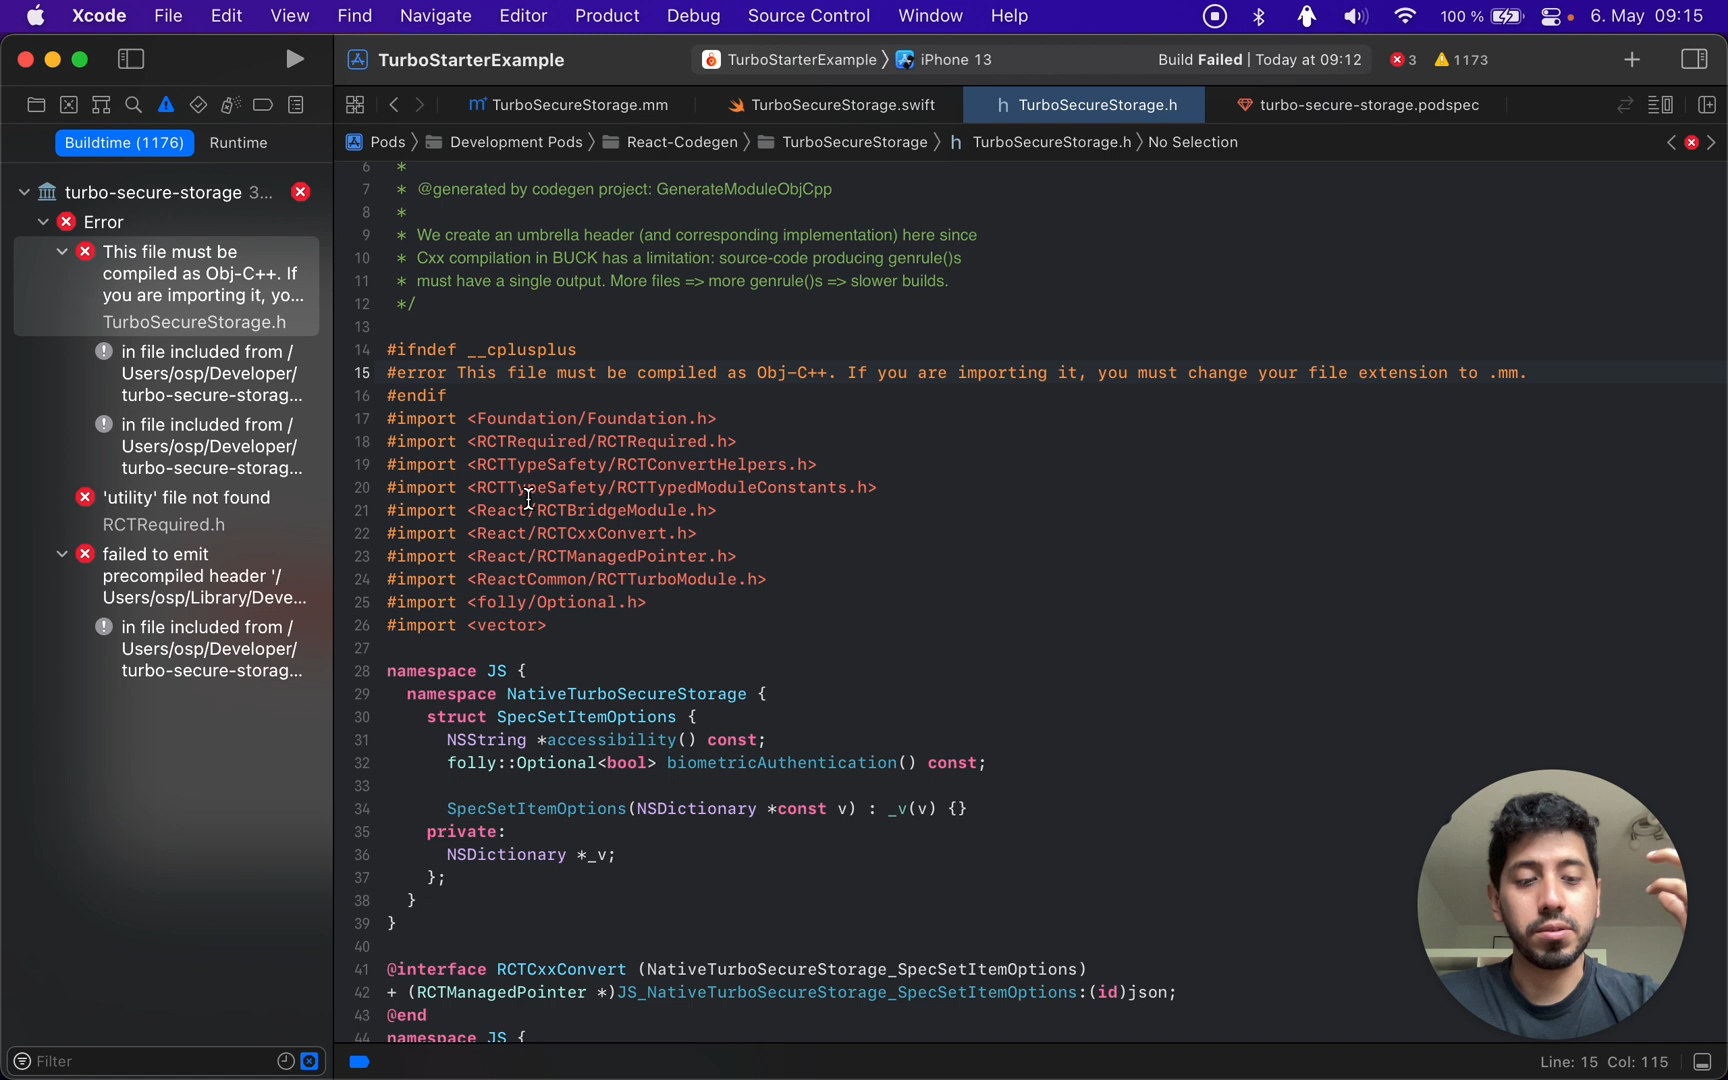 Xcode File Edit View Find Navigate Editor Product Debug Source Control Window Help 100 % 6. May 09:15
TurboStarterExample TurboStarterExample 〉 iPhone 13 Build Failed | Today at 09:12 3 1173
TurboSecureStorage.mm TurboSecureStorage.swift h TurboSecureStorage.h turbo-secure-storage.podspec
Buildtime (1176) Runtime
Pods 〉 Development Pods 〉 React-Codegen 〉 TurboSecureStorage 〉 h TurboSecureStorage.h 〉 No Selection
turbo-secure-storage 3...
Error
This file must be
compiled as Obj-C++. If
you are importing it, yo...
TurboSecureStorage.h
in file included from /
Users/osp/Developer/
turbo-secure-storag...
in file included from /
Users/osp/Developer/
turbo-secure-storag...
'utility' file not found
RCTRequired.h
failed to emit
precompiled header '/
Users/osp/Library/Deve...
in file included from /
Users/osp/Developer/
turbo-secure-storag...
Filter
6 *
7 * @generated by codegen project: GenerateModuleObjCpp
8 *
9 * We create an umbrella header (and corresponding implementation) here since
10 * Cxx compilation in BUCK has a limitation: source-code producing genrule()s
11 * must have a single output. More files => more genrule()s => slower builds.
12 */
13
14 #ifndef __cplusplus
15 #error This file must be compiled as Obj-C++. If you are importing it, you must change your file extension to .mm.
16 #endif
17 #import <Foundation/Foundation.h>
18 #import <RCTRequired/RCTRequired.h>
19 #import <RCTTypeSafety/RCTConvertHelpers.h>
20 #import <RCTTypeSafety/RCTTypedModuleConstants.h>
21 #import <React/RCTBridgeModule.h>
22 #import <React/RCTCxxConvert.h>
23 #import <React/RCTManagedPointer.h>
24 #import <ReactCommon/RCTTurboModule.h>
25 #import <folly/Optional.h>
26 #import <vector>
27
28 namespace JS {
29 namespace NativeTurboSecureStorage {
30 struct SpecSetItemOptions {
31 NSString *accessibility() const;
32 folly::Optional<bool> biometricAuthentication() const;
33
34 SpecSetItemOptions(NSDictionary *const v) : _v(v) {}
35 private:
36 NSDictionary *_v;
37 };
38 }
39 }
40
41 @interface RCTCxxConvert (NativeTurboSecureStorage_SpecSetItemOptions)
42 + (RCTManagedPointer *)JS_NativeTurboSecureStorage_SpecSetItemOptions:(id)json;
43 @end
44 namespace JS {
Line: 15 Col: 115